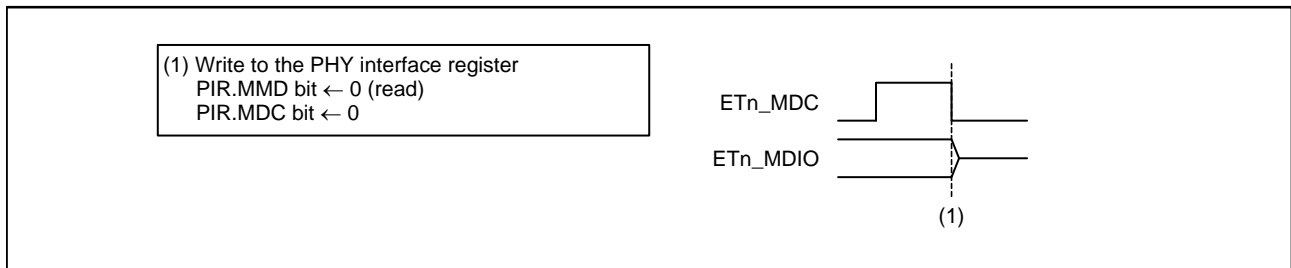 (1) Write to the PHY interface register
PIR.MMD bit ← 0 (read)
PIR.MDC bit ← 0
ETn_MDC
ETn_MDIO
(1)